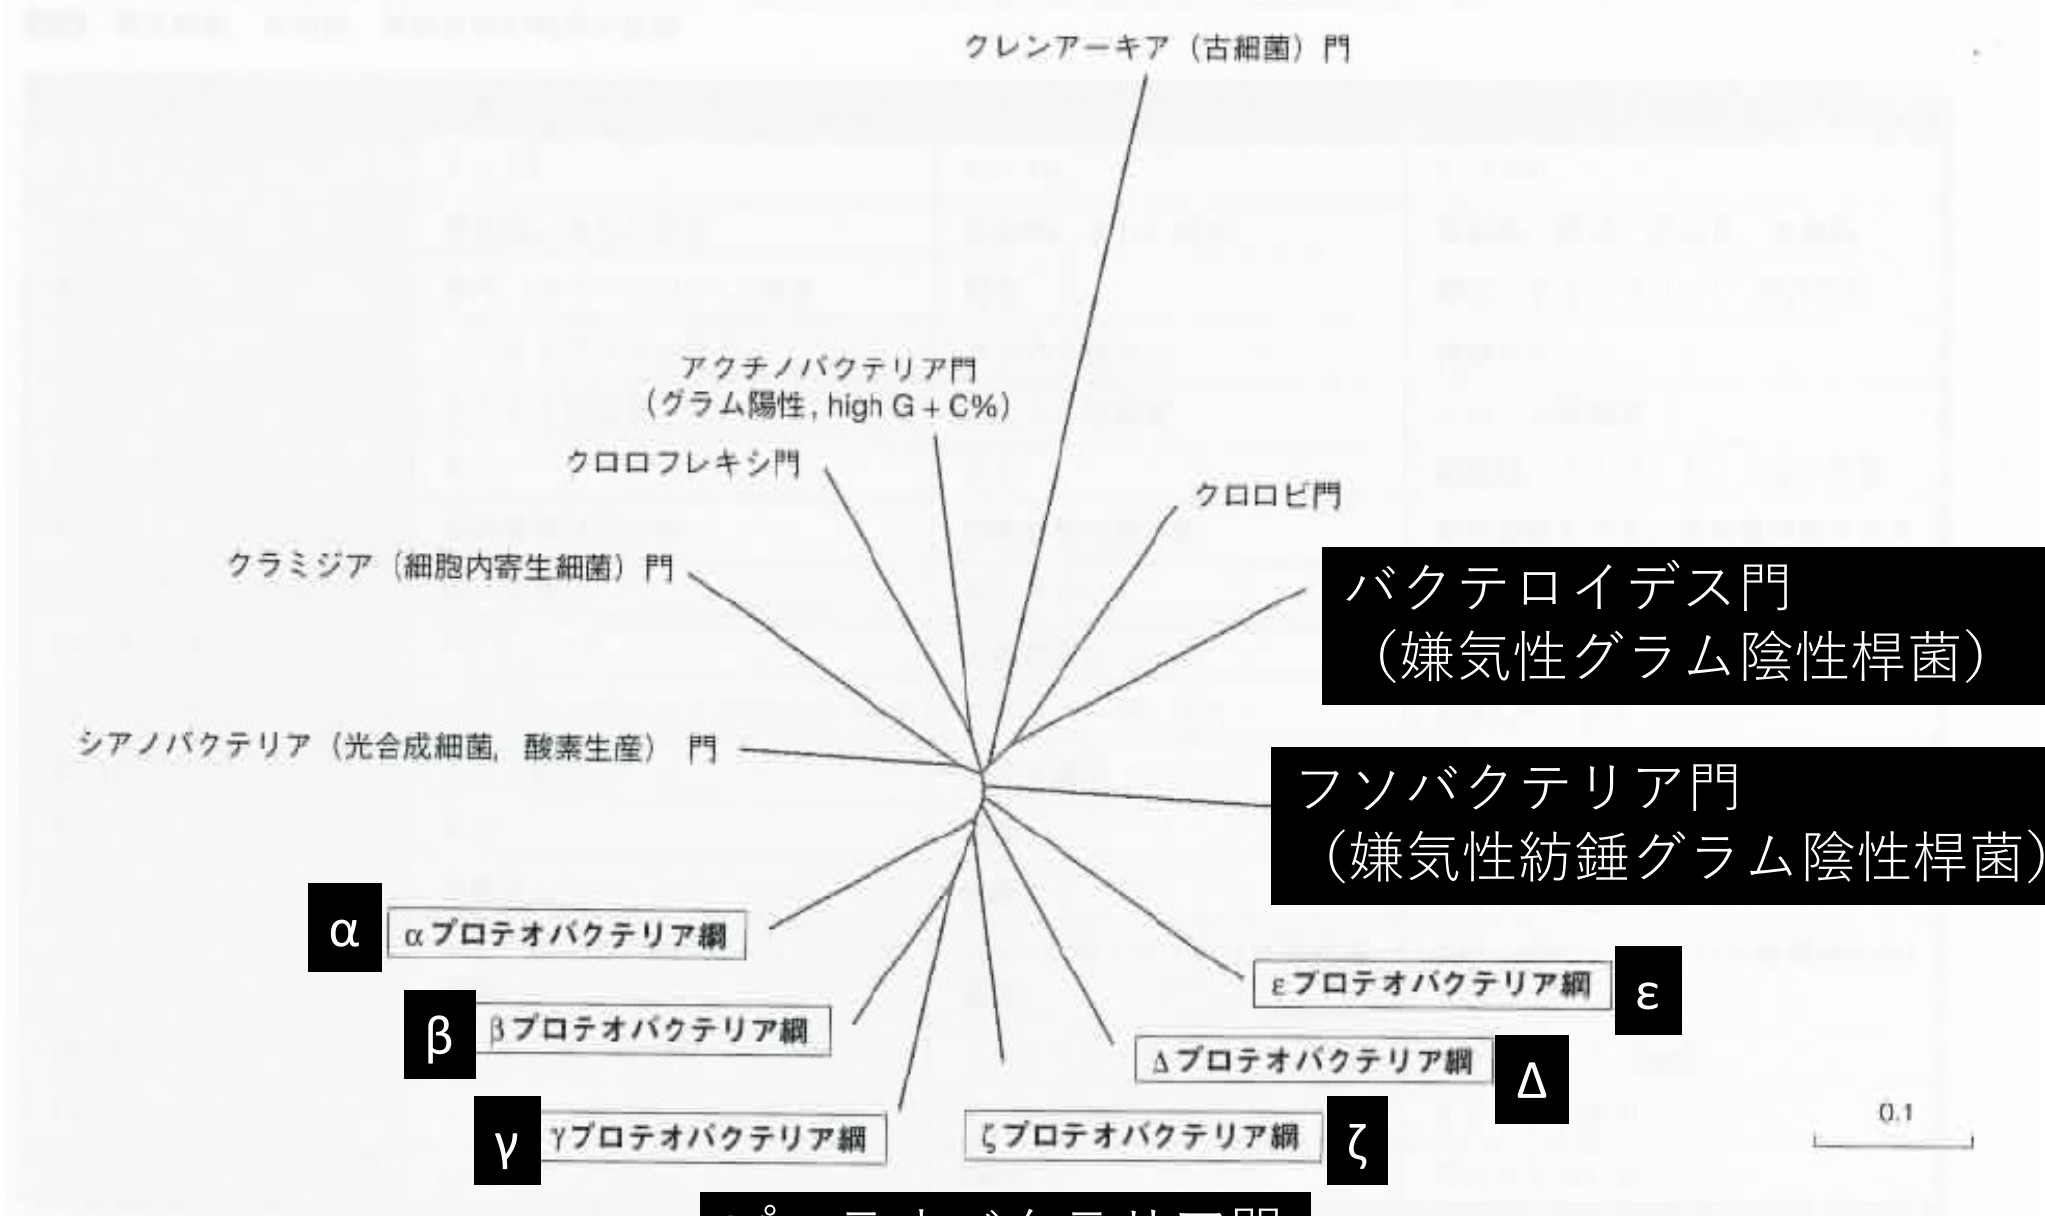 クレンアーキア（古細菌）門
アクチノバクテリア門
（グラム陽性, high G + C%）
クロロフレキシ門
クロロビ門
クラミジア（細胞内寄生細菌）門
バクテロイデス門
（嫌気性グラム陰性桿菌）
シアノバクテリア（光合成細菌, 酸素生産） 門
フソバクテリア門
（嫌気性紡錘グラム陰性桿菌）
α αプロテオバクテリア綱
εプロテオバクテリア綱 ε
β βプロテオバクテリア綱
Δプロテオバクテリア綱 Δ
γ γプロテオバクテリア綱
ζプロテオバクテリア綱 ζ
0.1